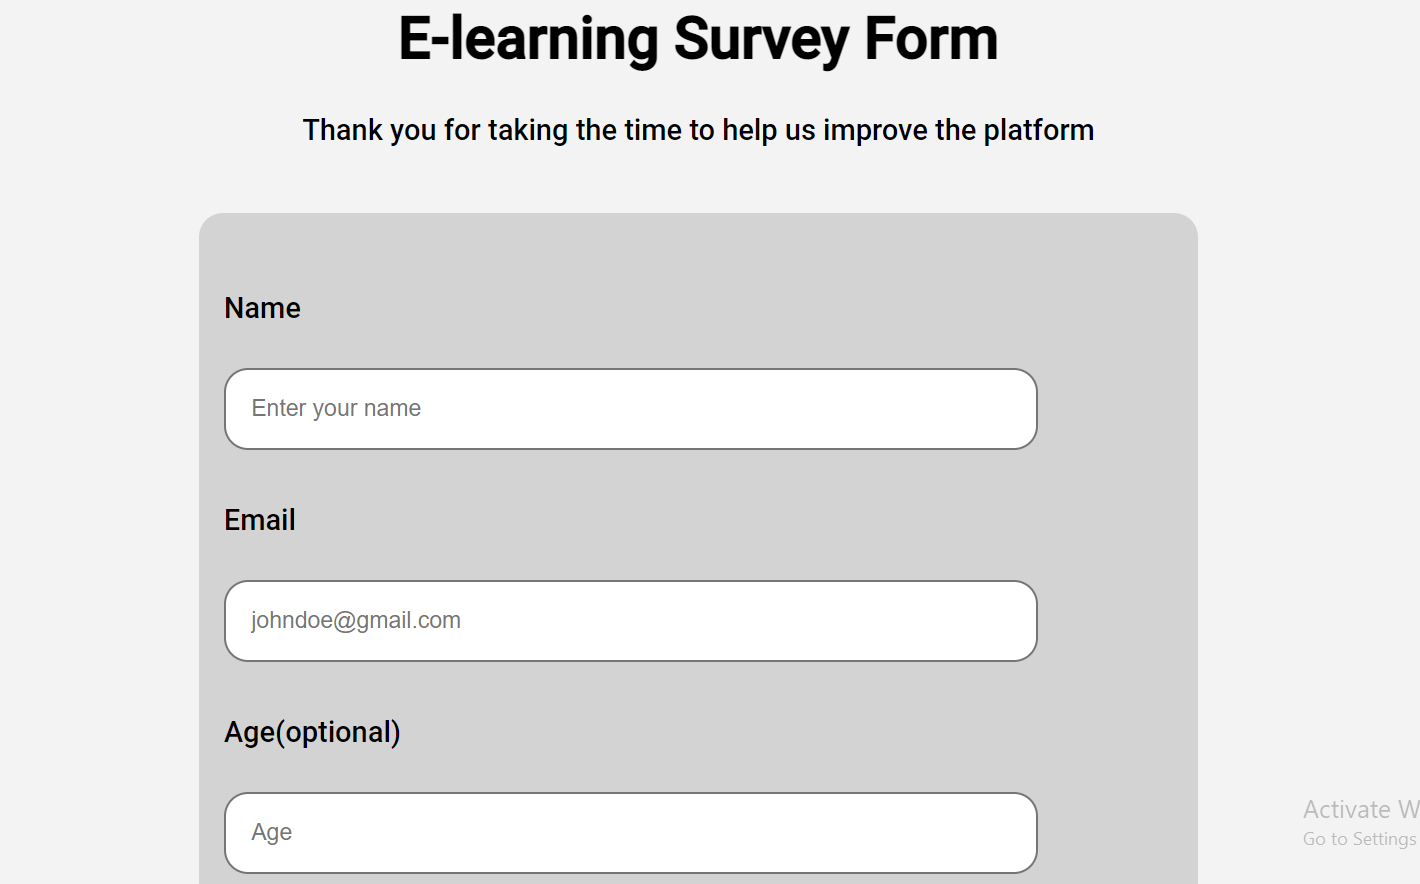 E-learning Survey Form
Thank you for taking the time to help us improve the platform
Name
Enter your name
Email
johndoe@gmail.com
Age(optional)
Age
Activate W
Go to Settings